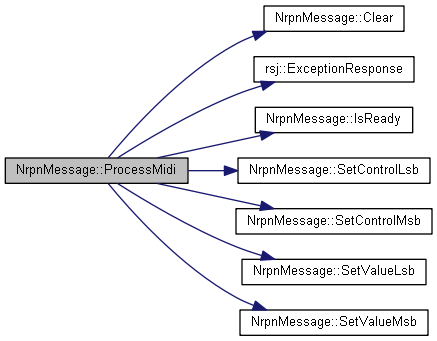 NrpnMessage::Clear
rsj::ExceptionResponse
NrpnMessage::IsReady
NrpnMessage::ProcessMidi
NrpnMessage::SetControlLsb
NrpnMessage::SetControlMsb
NrpnMessage::SetValueLsb
NrpnMessage::SetValueMsb